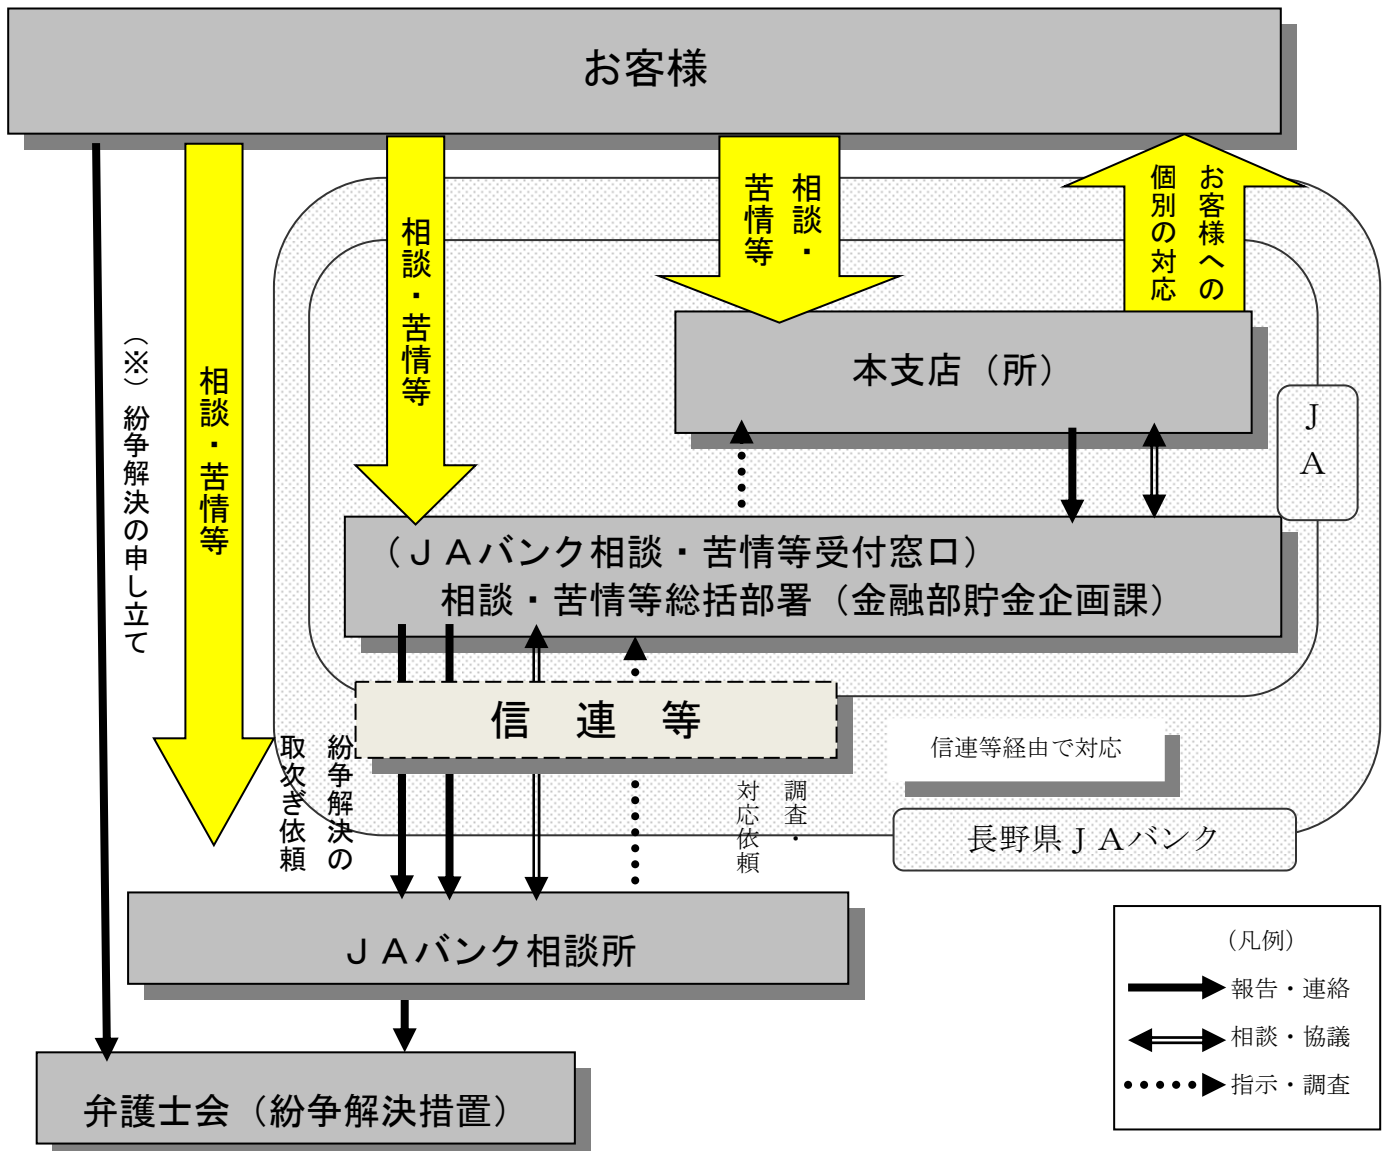 お客様
相談・
苦情等
お客様への
個別の対応
相談・苦情等
相談・苦情等
（※）紛争解決の申し立て
本支店（所）
ＪＡ
（ＪＡバンク相談・苦情等受付窓口）
相談・苦情等総括部署（金融部貯金企画課）
信　連　等
信連等経由で対応
紛争解決の
取次ぎ依頼
調査・
対応依頼
長野県ＪＡバンク
ＪＡバンク相談所
弁護士会（紛争解決措置）
（凡例）
報告・連絡
相談・協議
指示・調査